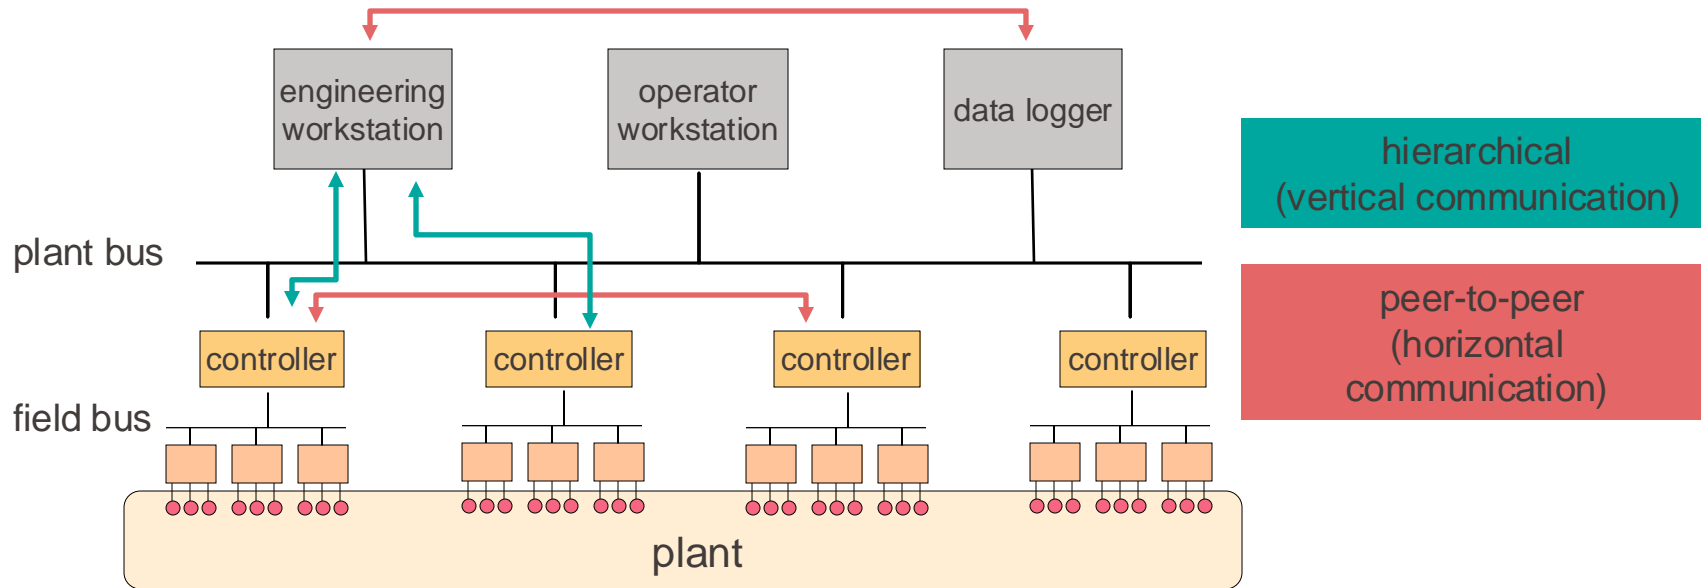 engineering
workstation
operator
workstation
data logger
hierarchical
(vertical communication)
plant bus
peer-to-peer
(horizontal
communication)
controller
controller
controller
controller
field bus
plant